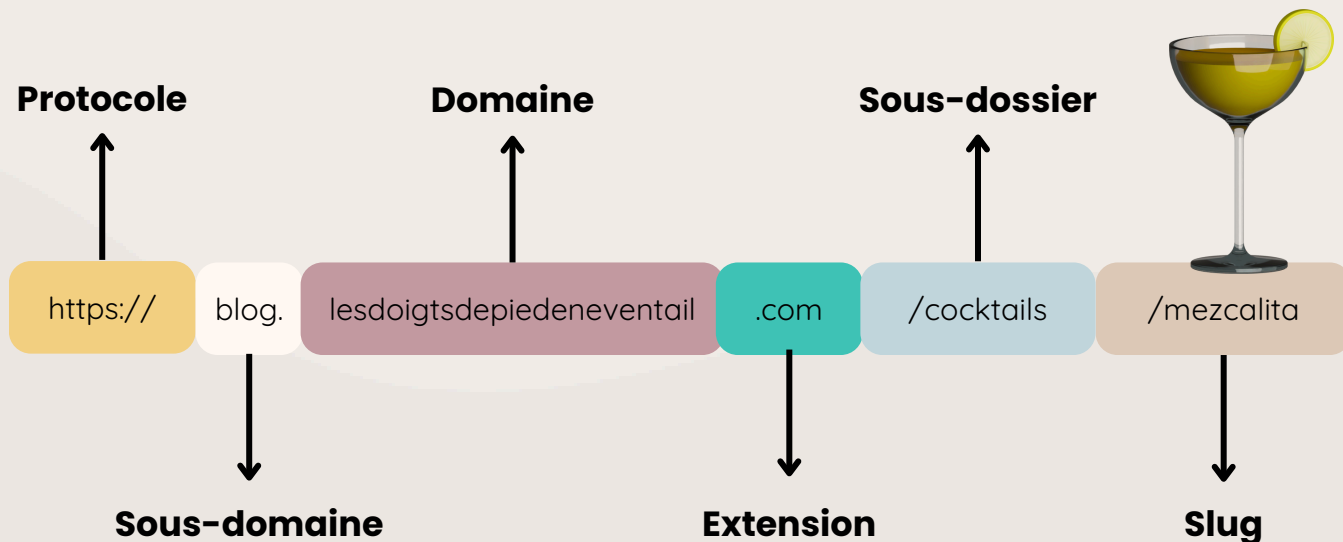 Protocole
Domaine
Sous-dossier
https://
blog.
lesdoigtsdepiedeneventail
.com
/cocktails
/mezcalita
Sous-domaine
Extension
Slug